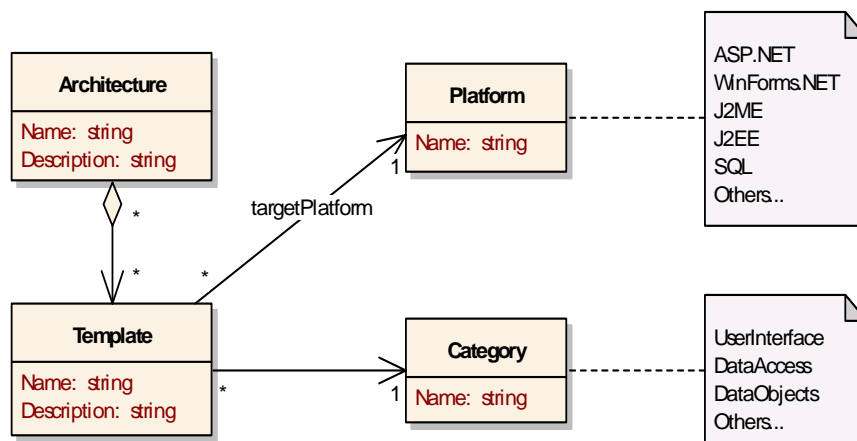 Architecture
Name: string
Description: string
*
*
Template
Name: string
Description: string
targetPlatform
*
1
Platform
Name: string
ASP.NET
WinForms.NET
J2ME
J2EE
SQL
Others...
*
1
Category
Name: string
UserInterface
DataAccess
DataObjects
Others...